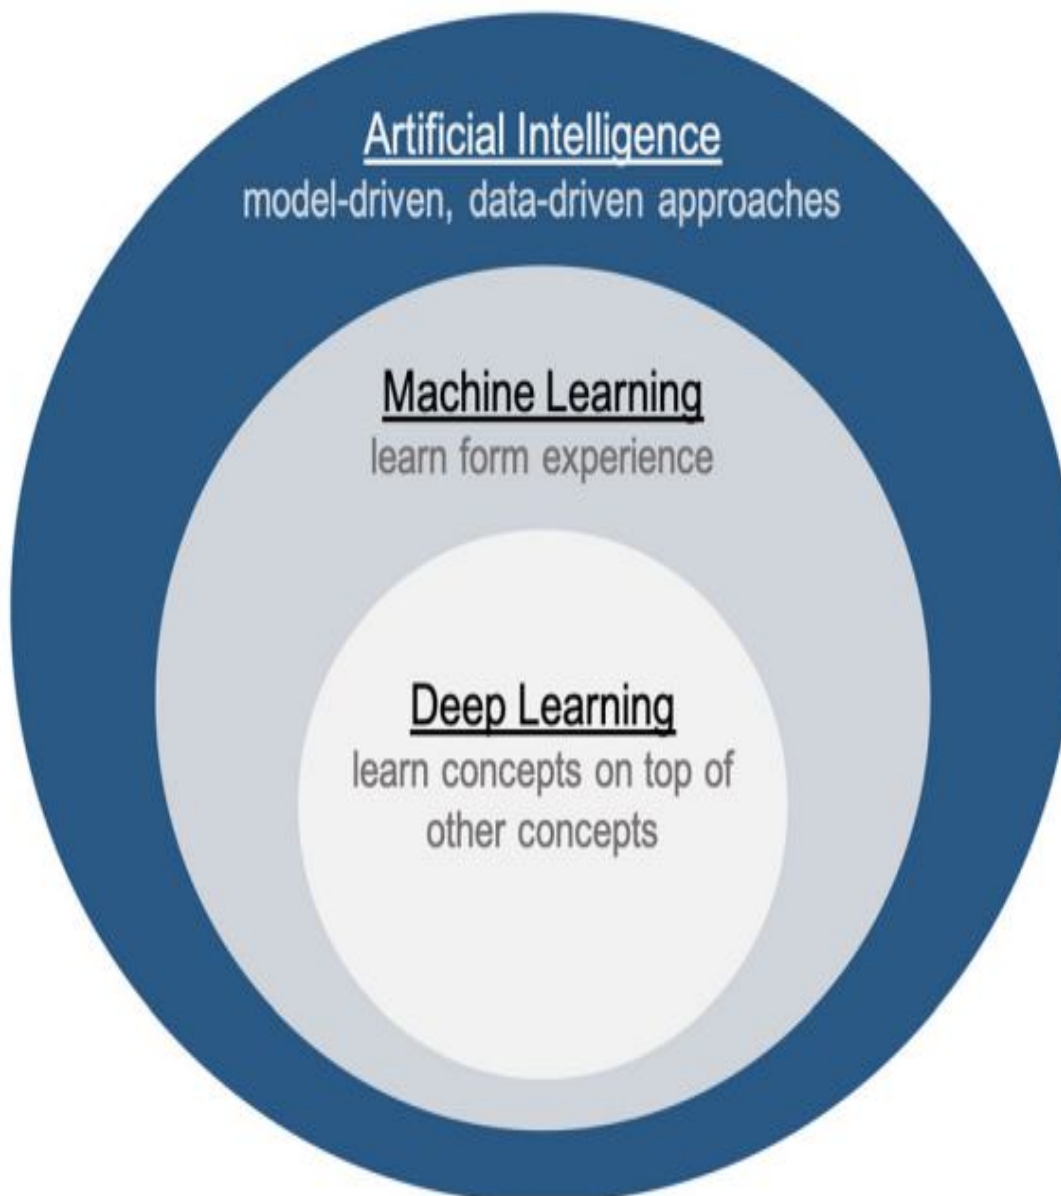 Artificial Intelligence
model-driven, data-driven approaches
Machine Learning
learn form experience
Deep Learning
learn concepts on top of
other concepts